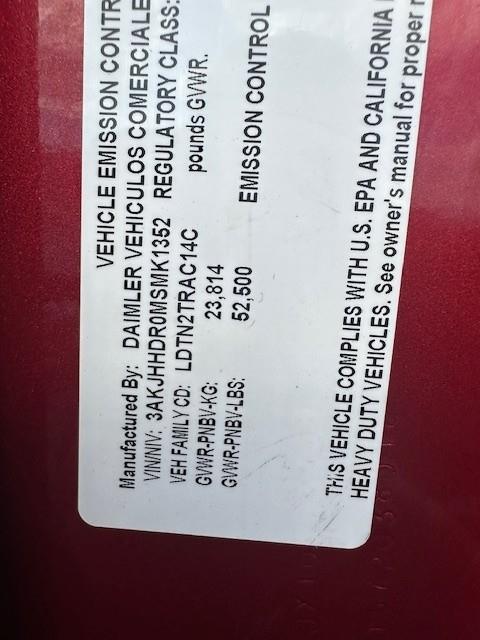 VEHICLE EMISSION CONTR
Manufactured By: DAIMLER VEHICULOS COMERCIALE
VIN/NIV: 3AKJHHDR0MSMK1352 REGULATORY CLASS:
VEH FAMILY CD: LDTN2TRAC14C pounds GVWR.
GVWR-PNBV-KG: 23,814
GVWR-PNBV-LBS: 52,500 EMISSION CONTROL
THIS VEHICLE COMPLIES WITH U.S. EPA AND CALIFORNIA
HEAVY DUTY VEHICLES. See owner's manual for proper